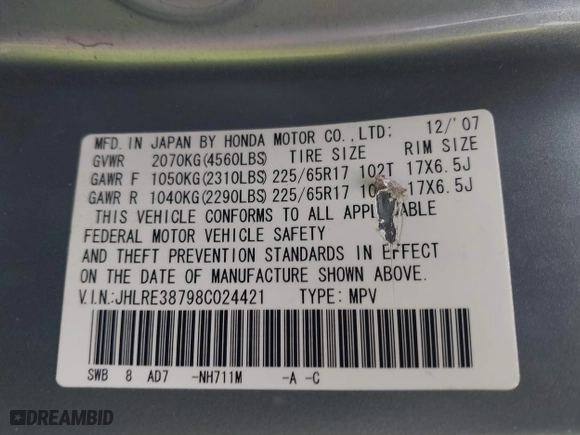 MFD. IN JAPAN BY HONDA MOTOR CO., LTD: 12/'07
GVWR 2070KG(4560LBS) TIRE SIZE RIM SIZE
GAWR F 1050KG(2310LBS) 225/65R17 102T 17X6.5J
GAWR R 1040KG(2290LBS) 225/65R17 17X6.5J
THIS VEHICLE CONFORMS TO ALL
FEDERAL MOTOR VEHICLE SAFETY
AND THEFT PREVENTION STANDARDS IN EFFECT
ON THE DATE OF MANUFACTURE SHOWN ABOVE.
V.I.N.:JHLRE38798C024421 TYPE: MPV
SWB 8 AD7 -NH711M -A -C
DREAMBID